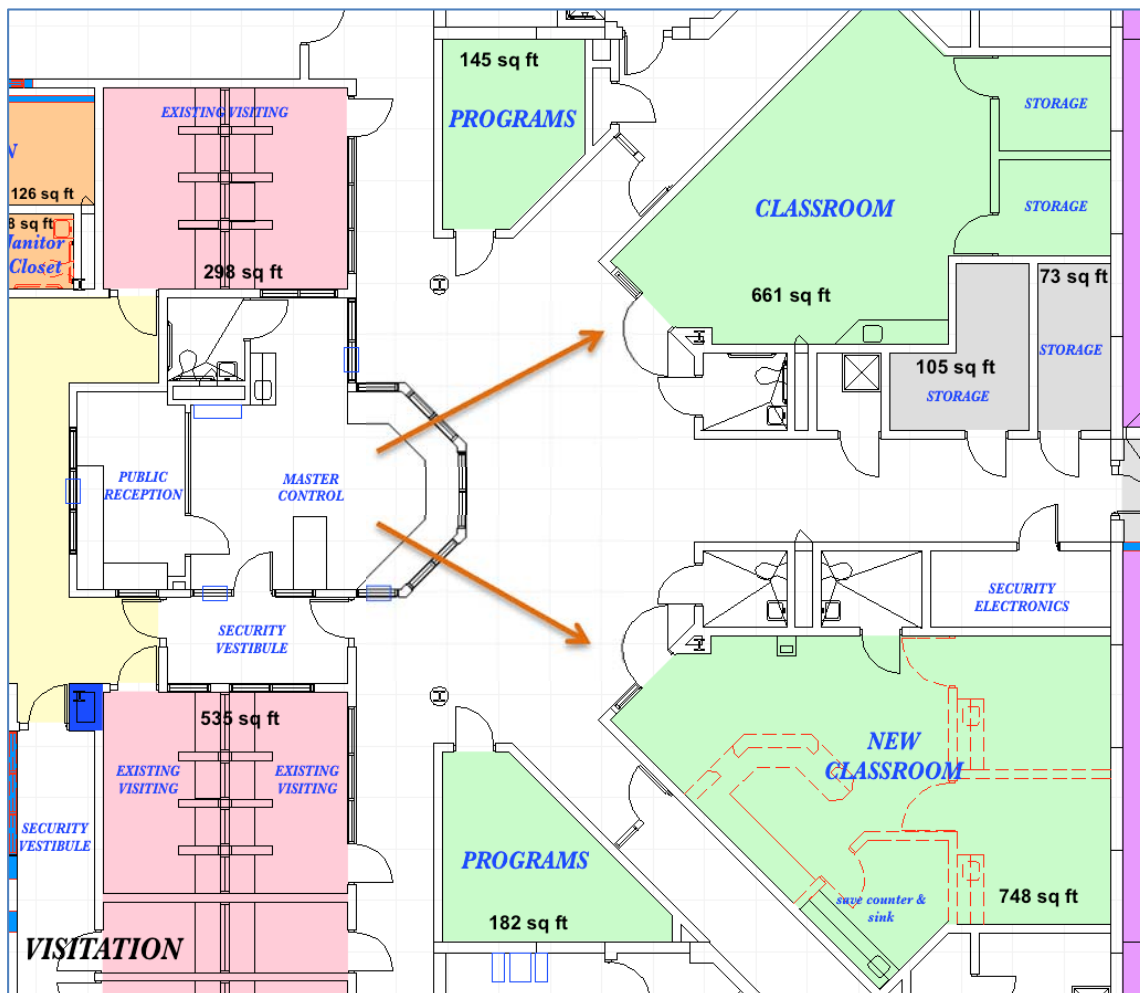 145 sq ft
PROGRAMS
EXISTING VISITING
298 sq ft
N
126 sq ft
8 sq ft
Janitor
Closet
CLASSROOM
661 sq ft
STORAGE
STORAGE
73 sq ft
STORAGE
105 sq ft
STORAGE
PUBLIC
RECEPTION
MASTER
CONTROL
SECURITY
VESTIBULE
SECURITY
ELECTRONICS
535 sq ft
EXISTING
VISITING
EXISTING
VISITING
SECURITY
VESTIBULE
VISITATION
PROGRAMS
182 sq ft
NEW
CLASSROOM
748 sq ft
save counter &
sink